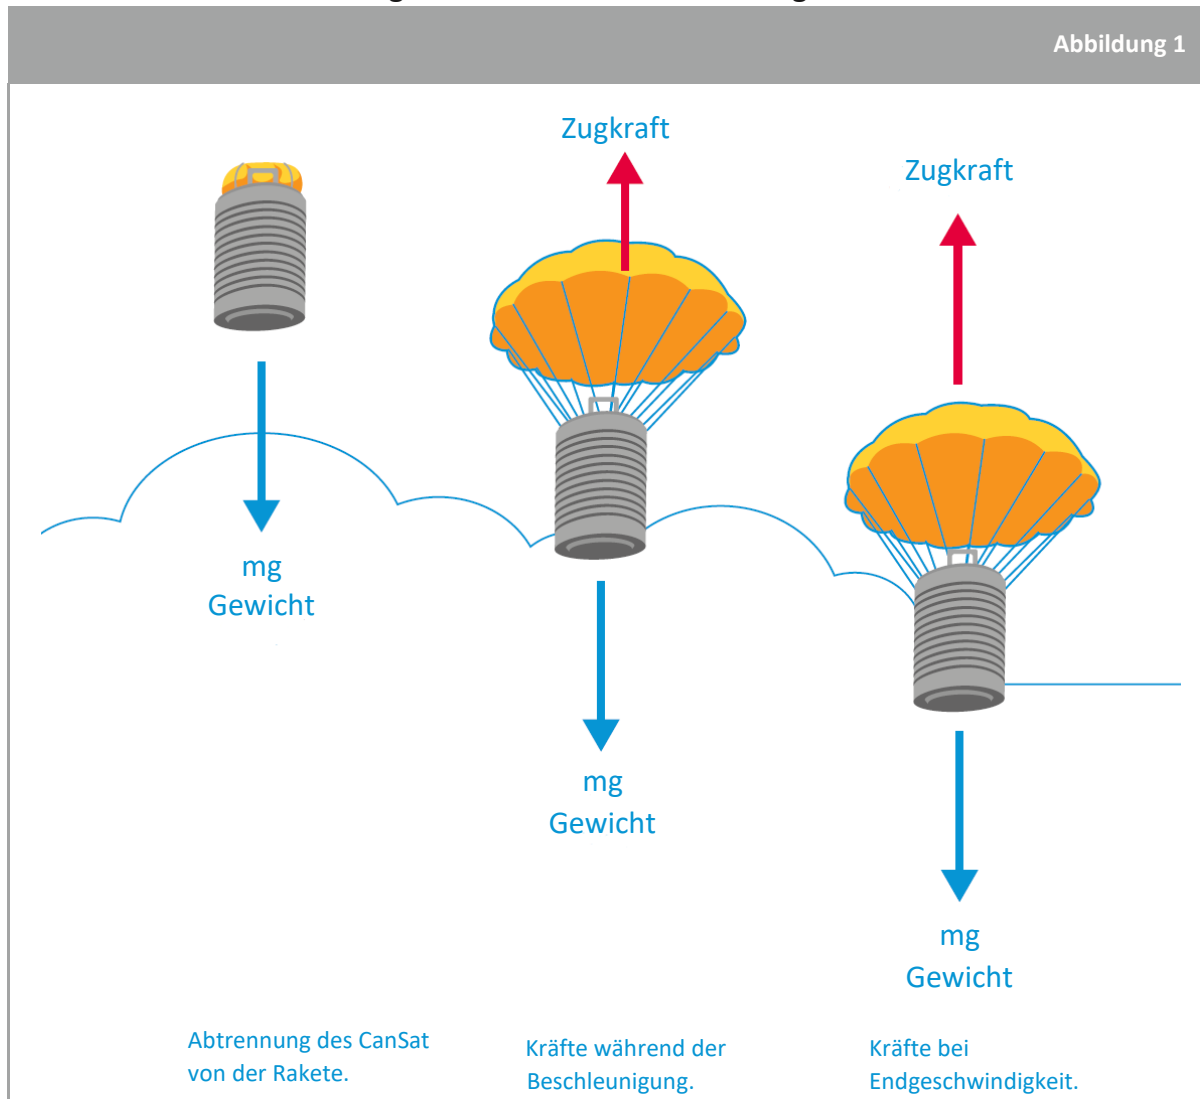 Abbildung 1
Zugkraft
Zugkraft
mg
Gewicht
mg
Gewicht
mg
Gewicht
Abtrennung des CanSat
von der Rakete.
Kräfte während der
Beschleunigung.
Kräfte bei
Endgeschwindigkeit.